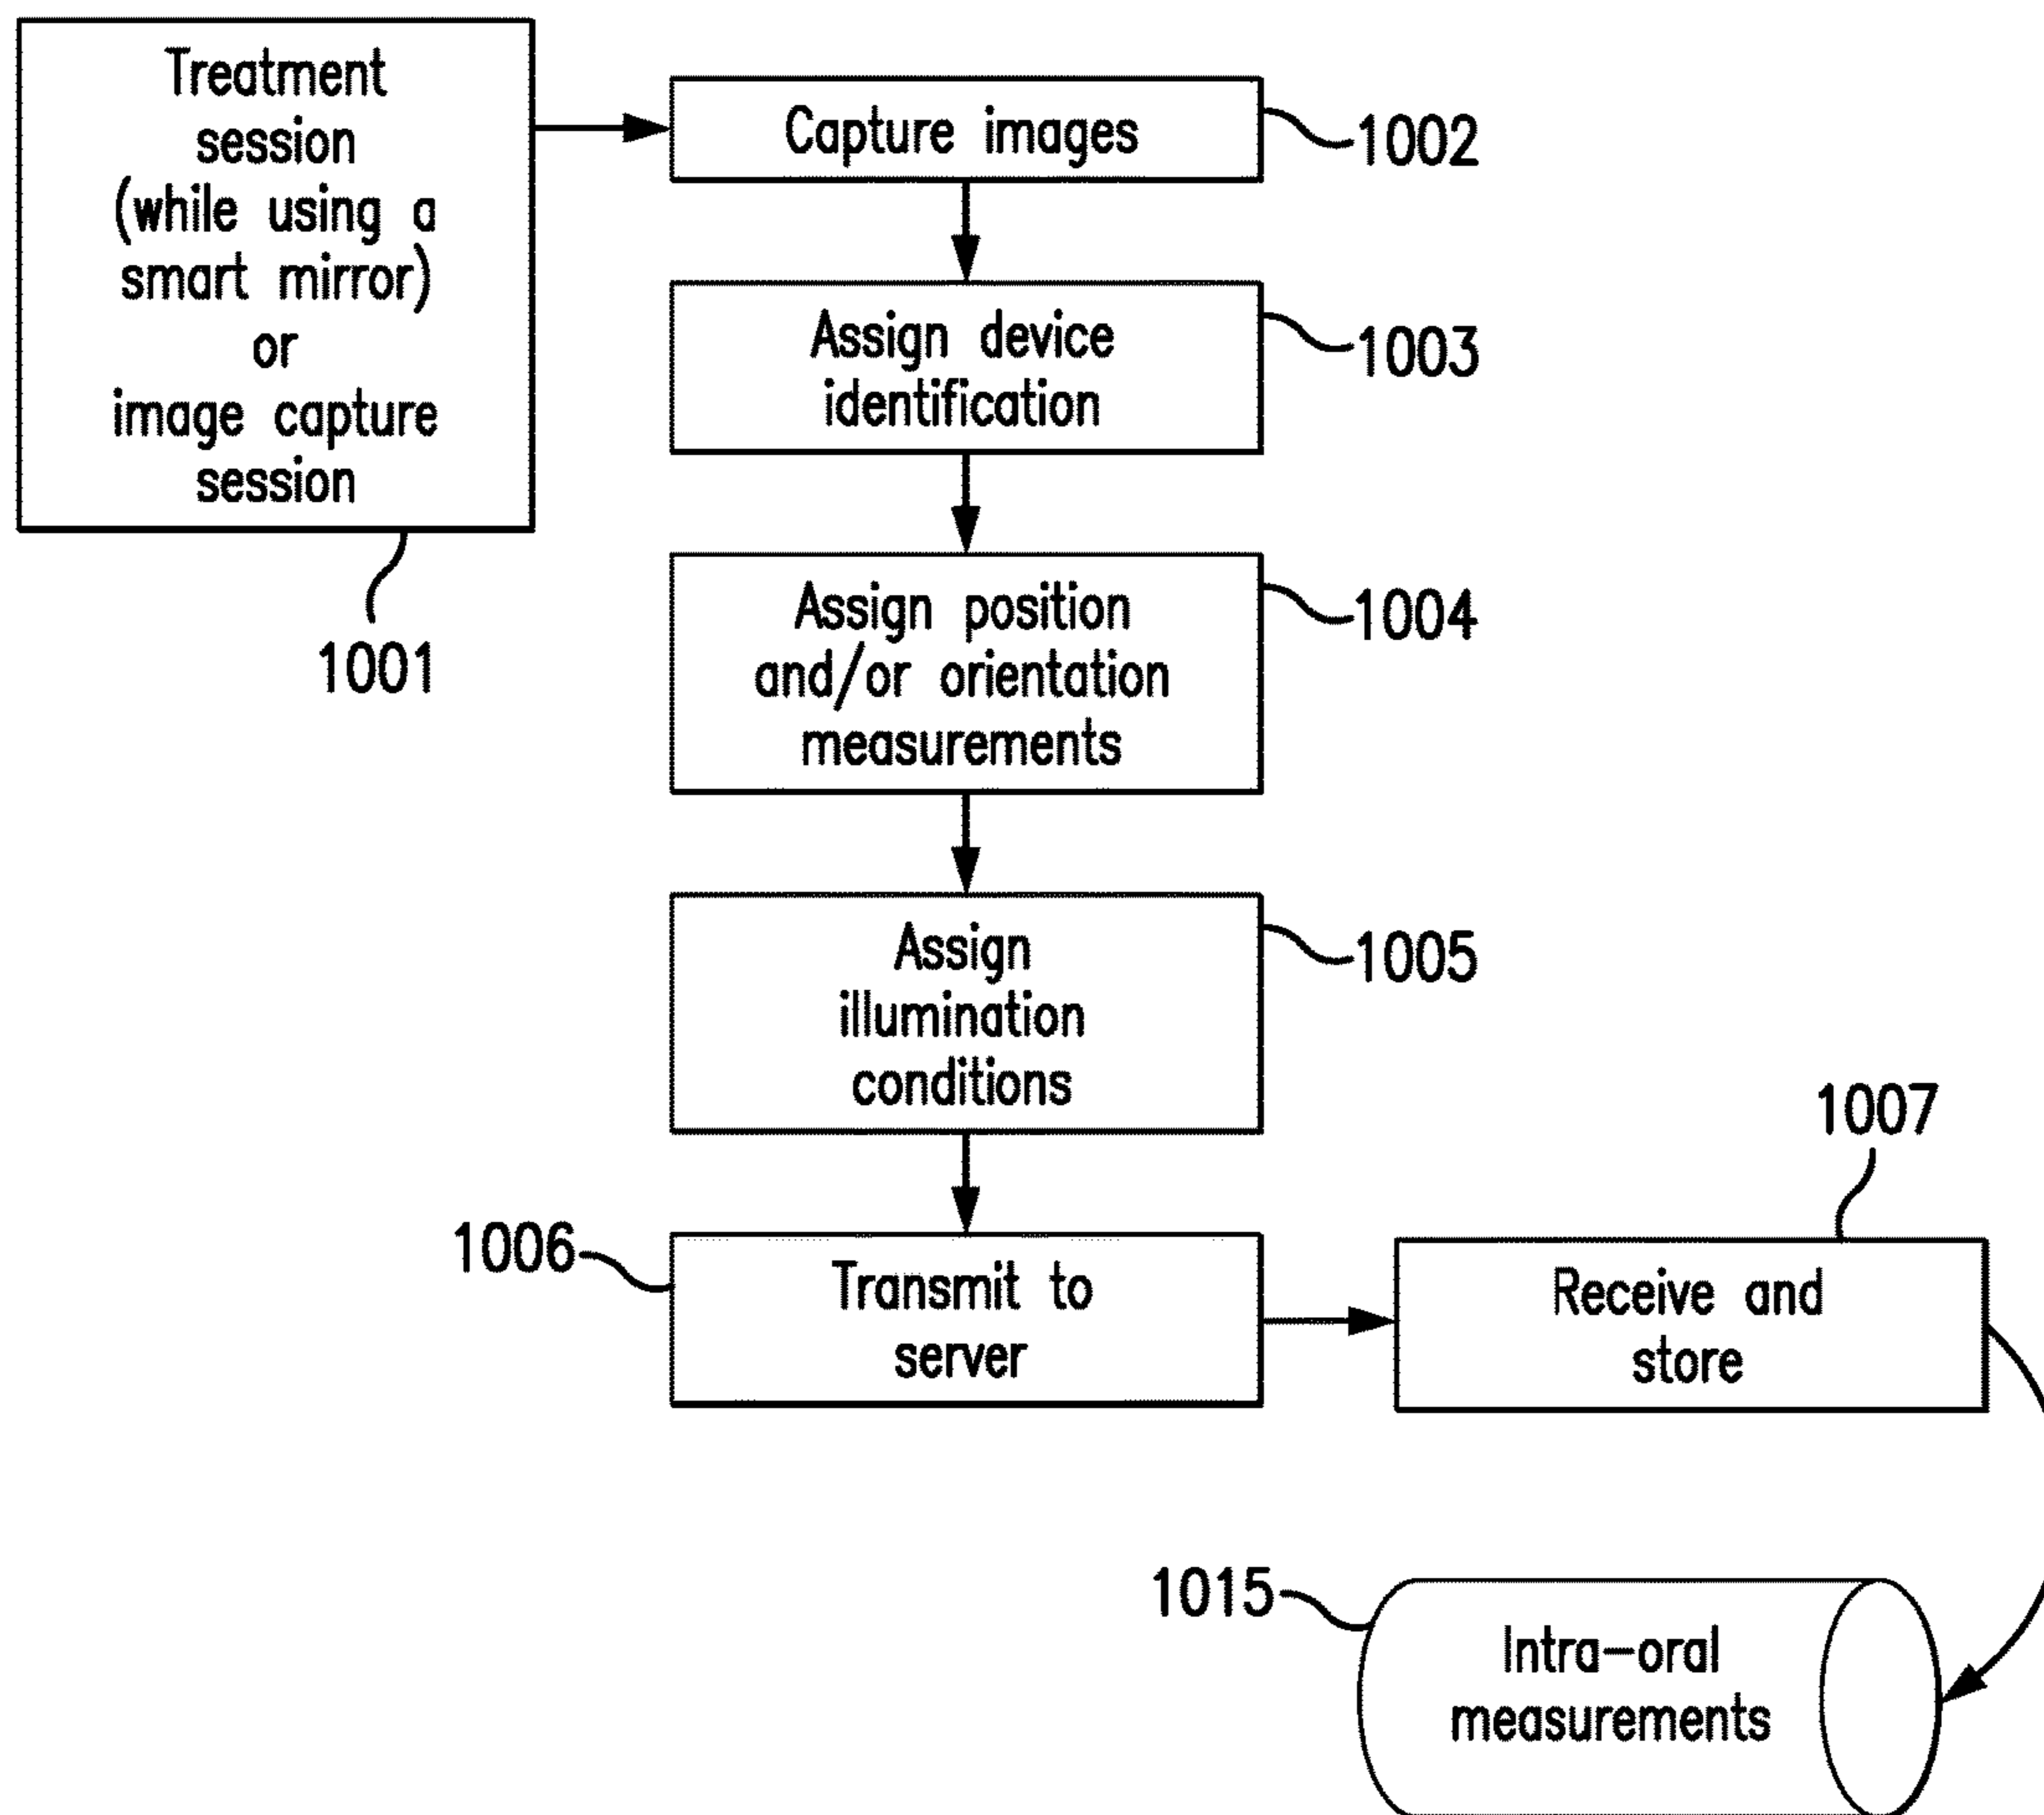 Treatment
session
(while using a
smart mirror)
or
image capture
session
1001
Capture images
1002
Assign device
identification
1003
Assign position
and/or orientation
measurements
1004
Assign
illumination
conditions
1005
1006
Transmit to
server
1007
Receive and
store
1015
Intra-oral
measurements